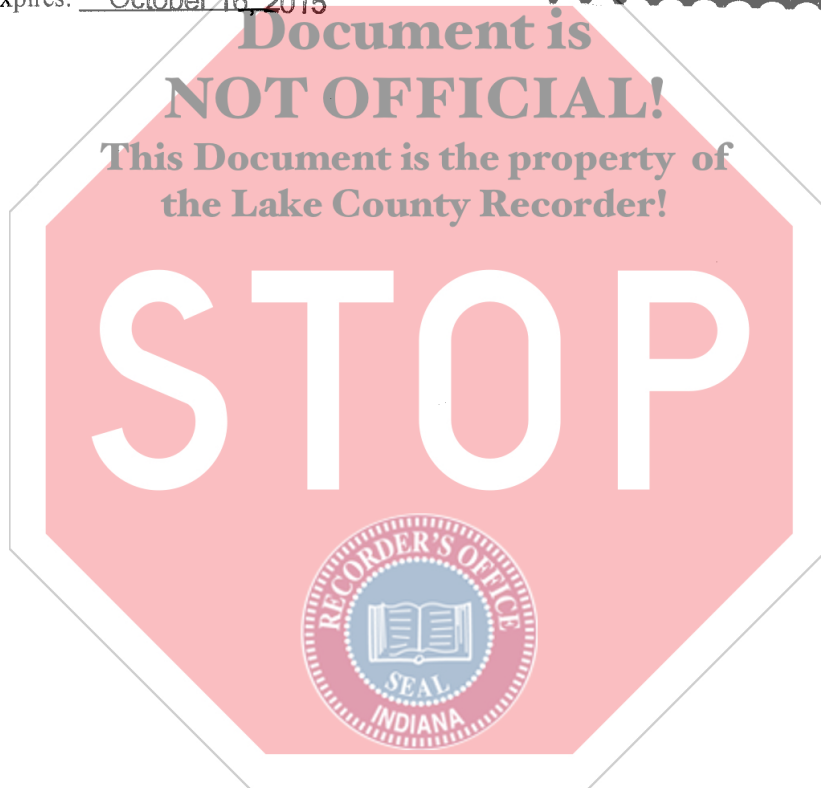 xpires: October 16, 2015
Document is
NOT OFFICIAL!
This Document is the property of
the Lake County Recorder!
STOP
RECORDER'S OFFICE
SEAL
INDIANA